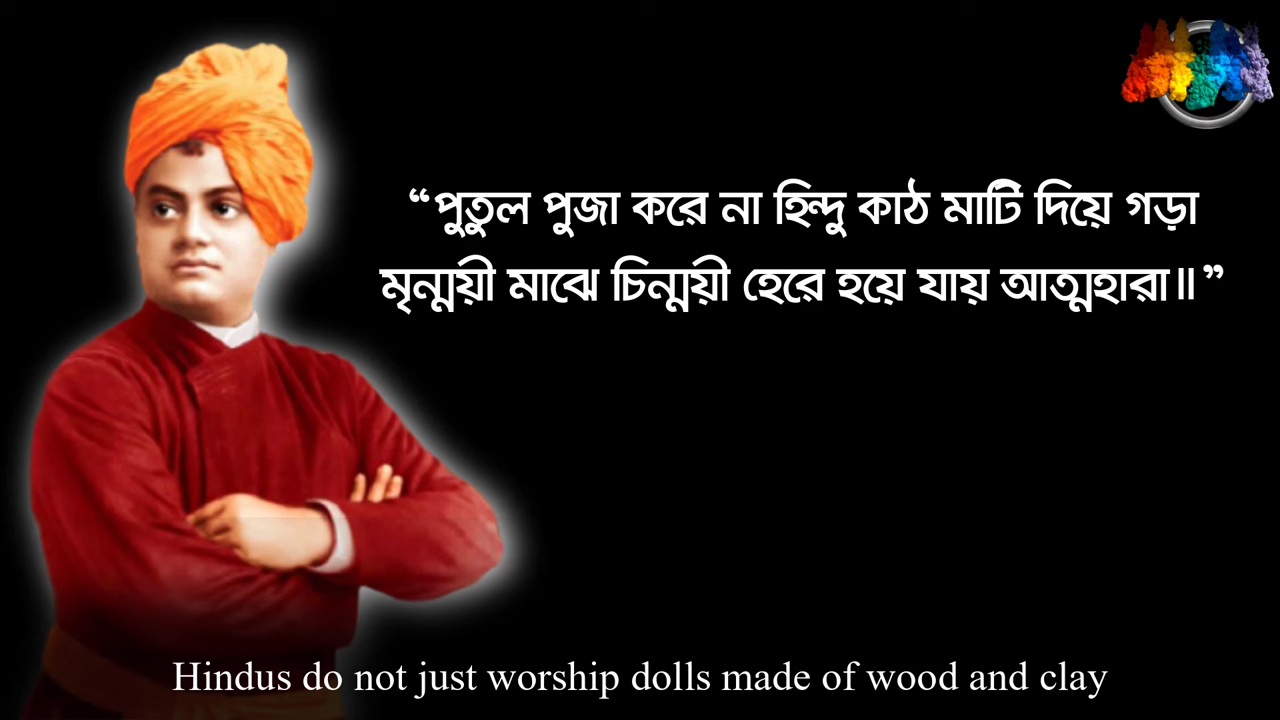 “পুতুল পুজা করে না হিন্দু কাঠ মাটি দিয়ে গড়া
মৃন্ময়ী মাঝে চিন্ময়ী হেরে হয়ে যায় আত্মহারা॥”
Hindus do not just worship dolls made of wood and clay